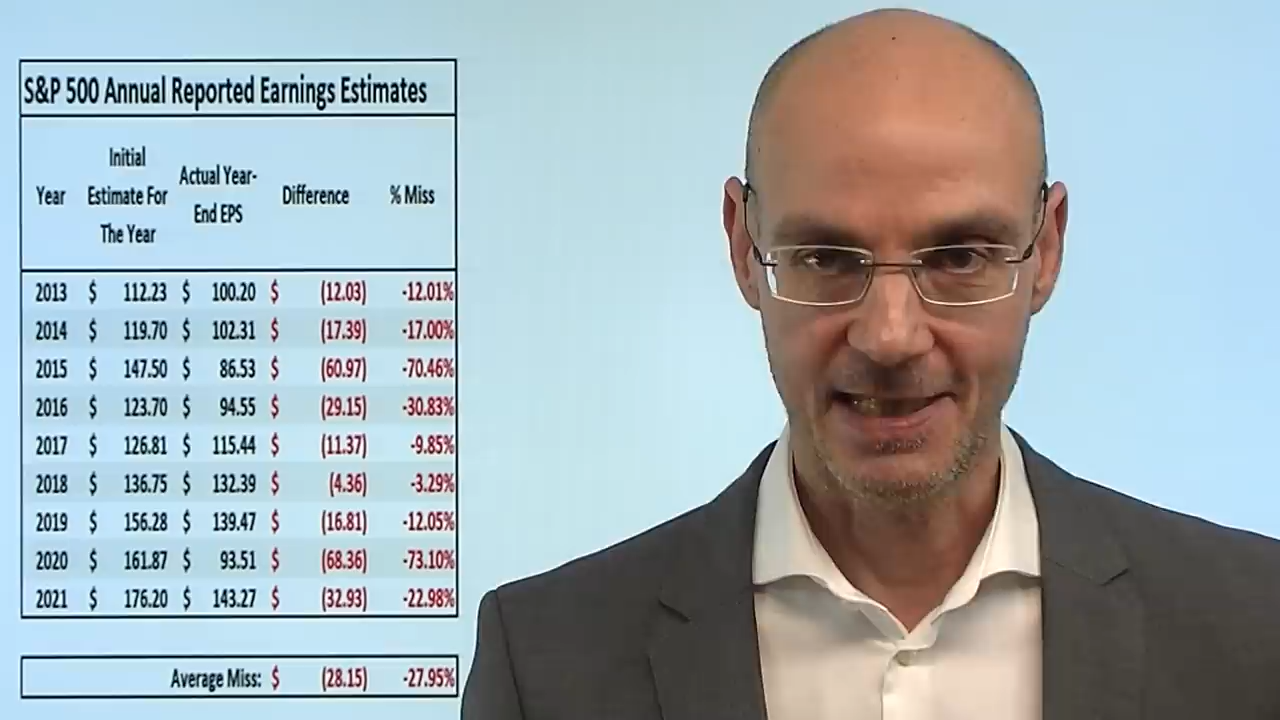 S&P 500 Annual Reported Earnings Estimates
Year Initial Estimate For The Year Actual Year-End EPS Difference % Miss
2013 $ 112.23 $ 100.20 $ (12.03) -12.01%
2014 $ 119.70 $ 102.31 $ (17.39) -17.00%
2015 $ 147.50 $ 86.53 $ (60.97) -70.46%
2016 $ 123.70 $ 94.55 $ (29.15) -30.83%
2017 $ 126.81 $ 115.44 $ (11.37) -9.85%
2018 $ 136.75 $ 132.39 $ (4.36) -3.29%
2019 $ 156.28 $ 139.47 $ (16.81) -12.05%
2020 $ 161.87 $ 93.51 $ (68.36) -73.10%
2021 $ 176.20 $ 143.27 $ (32.93) -22.98%
Average Miss: $ (28.15) -27.95%